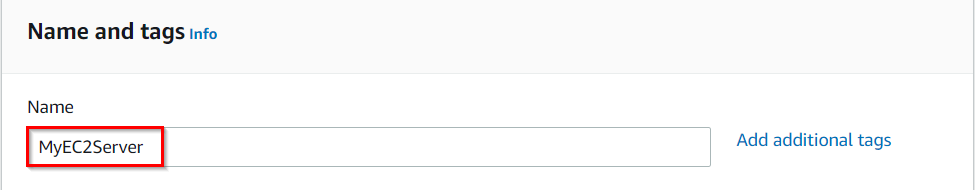 Name and tags Info
Name
MyEC2Server
Add additional tags